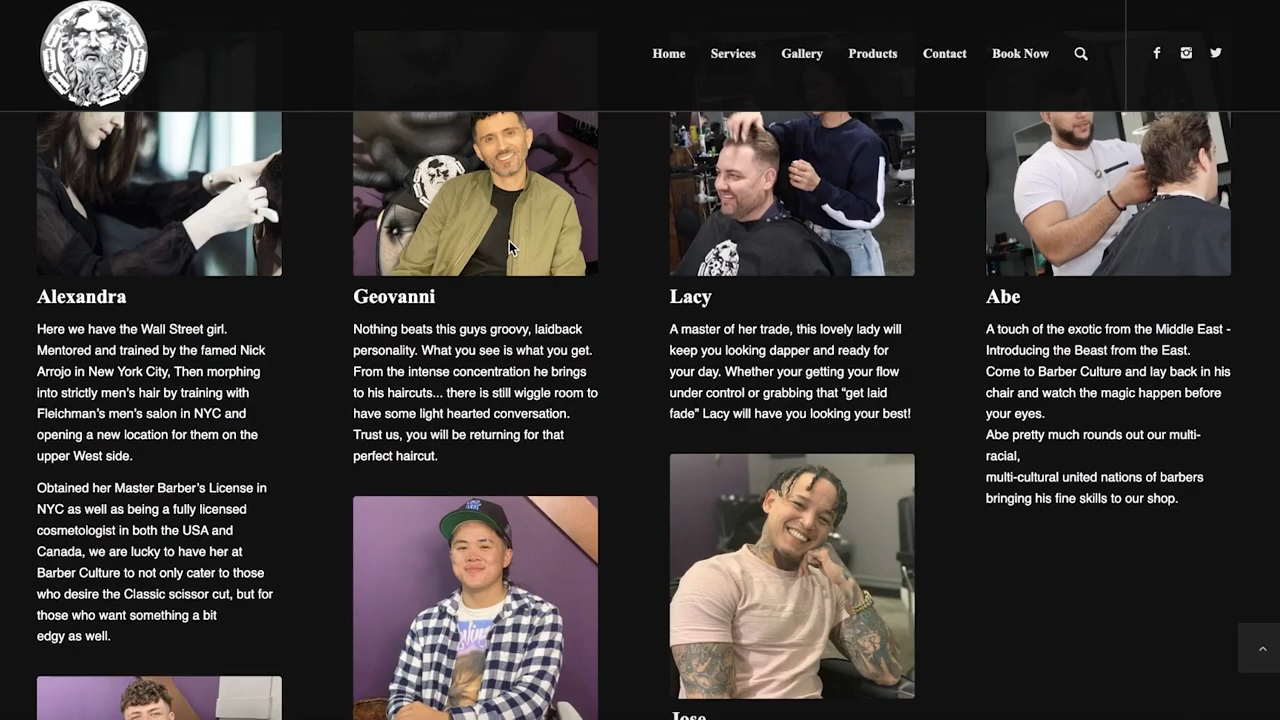 Home
Services
Gallery
Products
Contact
Book Now
Alexandra
Here we have the Wall Street girl.
Mentored and trained by the famed Nick
Arrojo in New York City, Then morphing
into strictly men's hair by training with
Fleichman's men's salon in NYC and
opening a new location for them on the
upper West side.
Obtained her Master Barber's License in
NYC as well as being a fully licensed
cosmetologist in both the USA and
Canada, we are lucky to have her at
Barber Culture to not only cater to those
who desire the Classic scissor cut, but for
those who want something a bit
edgy as well.
Geovanni
Nothing beats this guys groovy, laidback
personality. What you see is what you get.
From the intense concentration he brings
to his haircuts... there is still wiggle room to
have some light hearted conversation.
Trust us, you will be returning for that
perfect haircut.
Lacy
A master of her trade, this lovely lady will
keep you looking dapper and ready for
your day. Whether your getting your flow
under control or grabbing that “get laid
fade” Lacy will have you looking your best!
Jose
Abe
A touch of the exotic from the Middle East -
Introducing the Beast from the East.
Come to Barber Culture and lay back in his
chair and watch the magic happen before
your eyes.
Abe pretty much rounds out our multi-
racial,
multi-cultural united nations of barbers
bringing his fine skills to our shop.